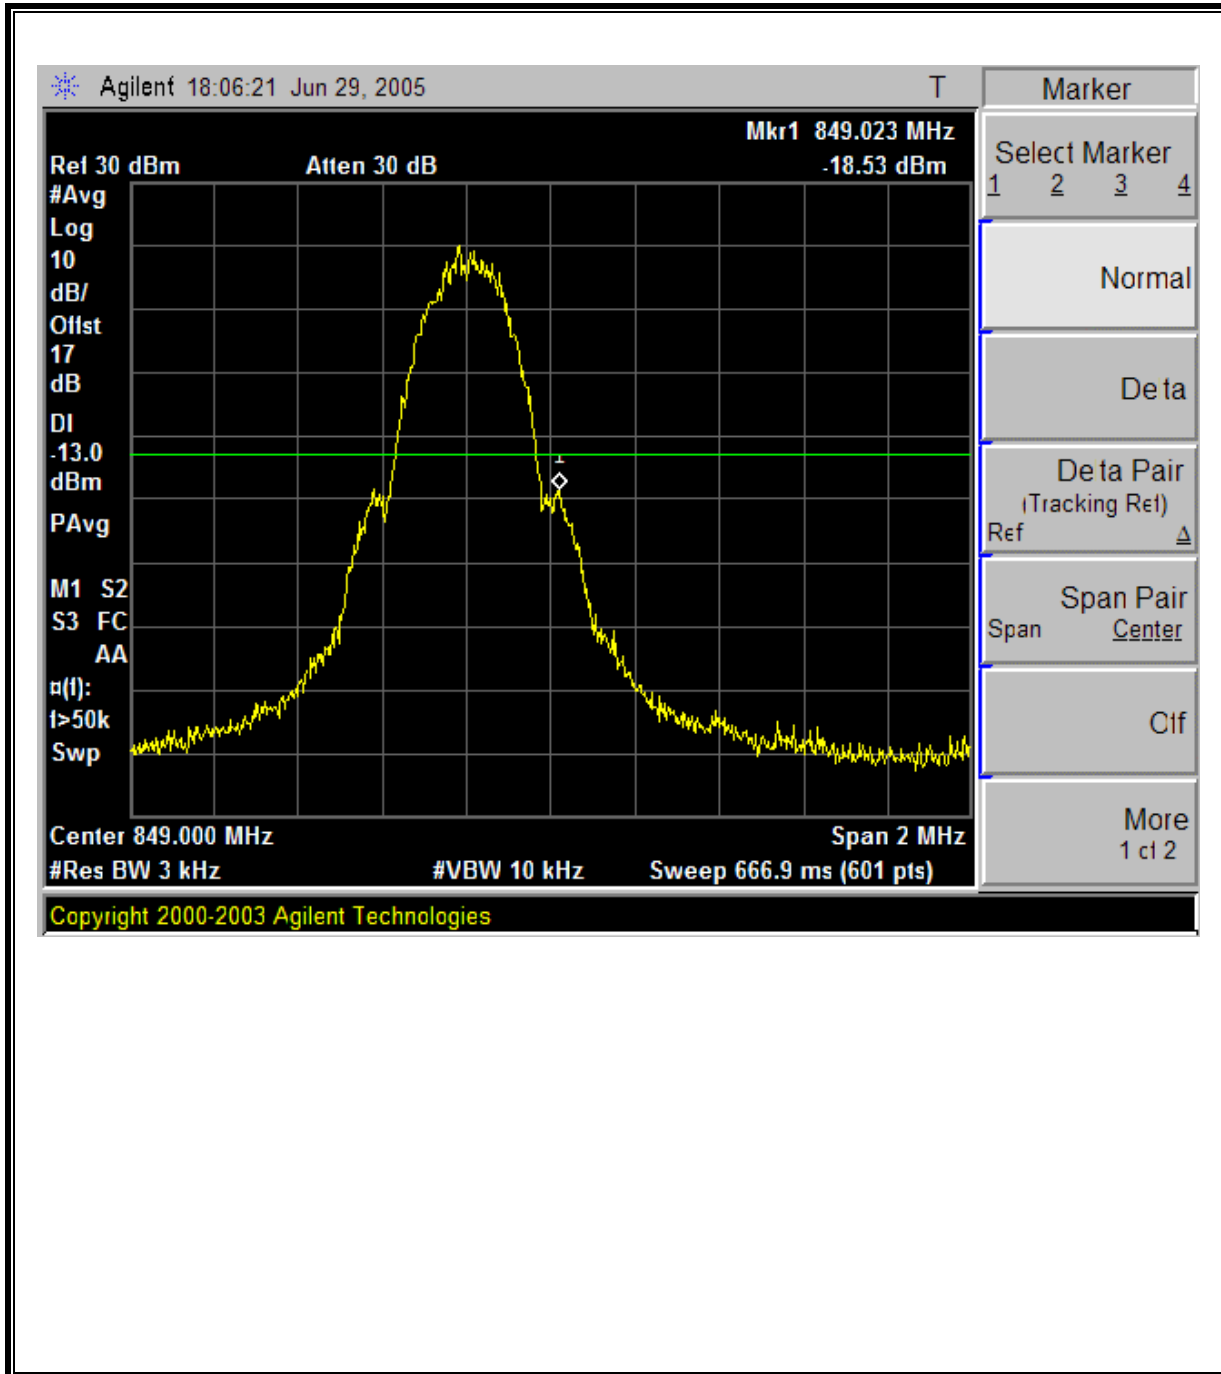 Agilent 18:06:21 Jun 29, 2005 T
Mkr1 849.023 MHz
Ref 30 dBm Atten 30 dB -18.53 dBm
#Avg
Log
10
dB/
Offst
17
dB
DI
-13.0
dBm
PAvg
M1 S2
S3 FC
AA
¤(f):
f>50k
Swp
1
Center 849.000 MHz Span 2 MHz
#Res BW 3 kHz #VBW 10 kHz Sweep 666.9 ms (601 pts)
Copyright 2000-2003 Agilent Technologies
Marker
Select Marker
1 2 3 4
Normal
Delta
Delta Pair
(Tracking Ref)
Ref Δ
Span Pair
Span Center
Off
More
1 of 2